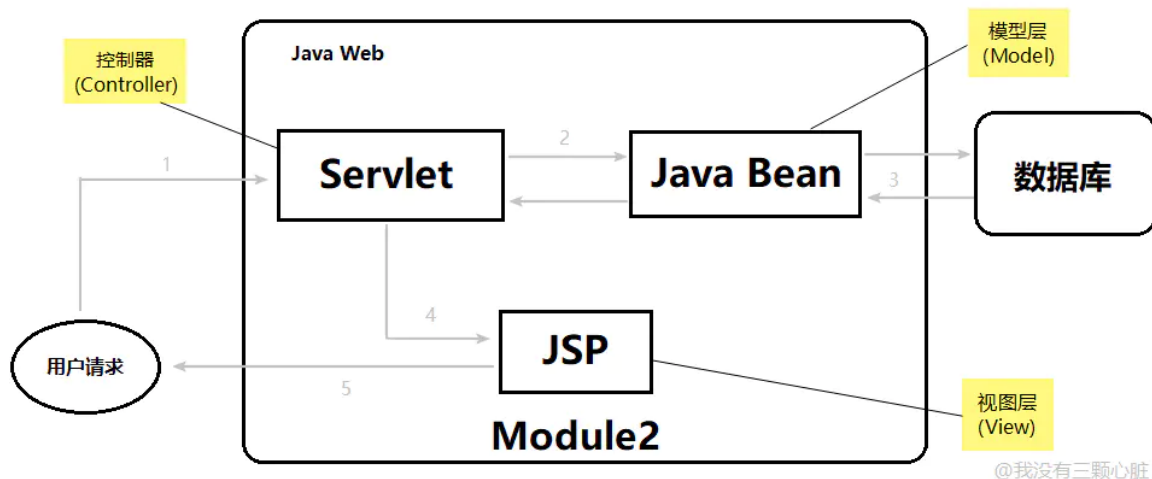 Java Web
控制器
(Controller)
模型层
(Model)
1
Servlet
2
Java Bean
3
数据库
4
JSP
用户请求
5
视图层
(View)
Module2
@我没有三颗心脏